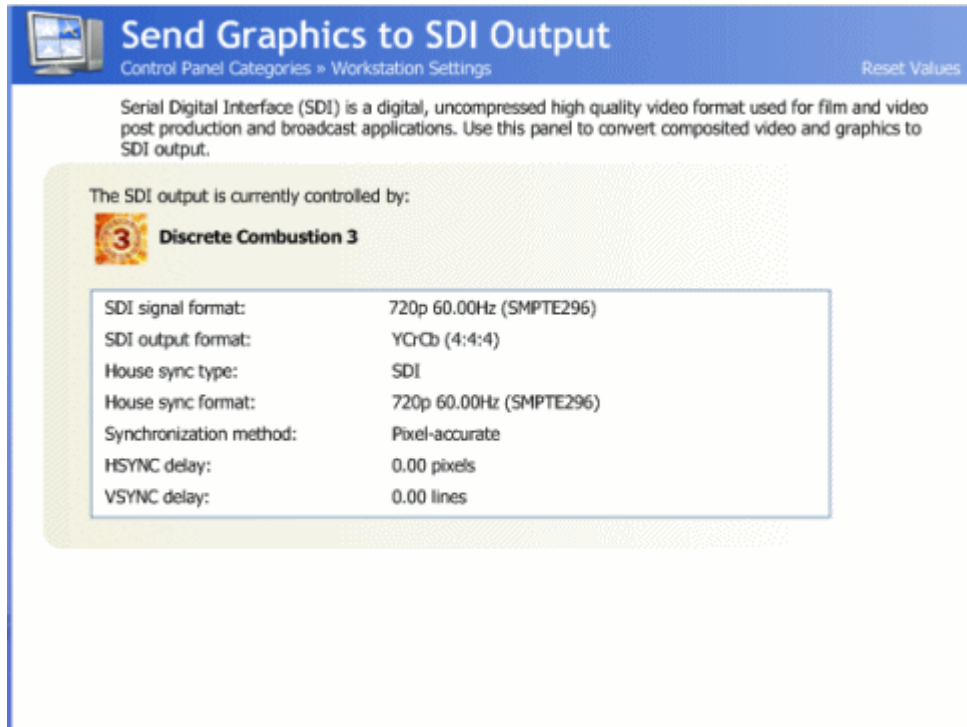 Send Graphics to SDI Output
Control Panel Categories » Workstation Settings
Reset Values
Serial Digital Interface (SDI) is a digital, uncompressed high quality video format used for film and video
post production and broadcast applications. Use this panel to convert composited video and graphics to
SDI output.
The SDI output is currently controlled by:
3
Discrete Combustion 3
SDI signal format: 720p 60.00Hz (SMPTE296)
SDI output format: YCrCb (4:4:4)
House sync type: SDI
House sync format: 720p 60.00Hz (SMPTE296)
Synchronization method: Pixel-accurate
HSYNC delay: 0.00 pixels
VSYNC delay: 0.00 lines